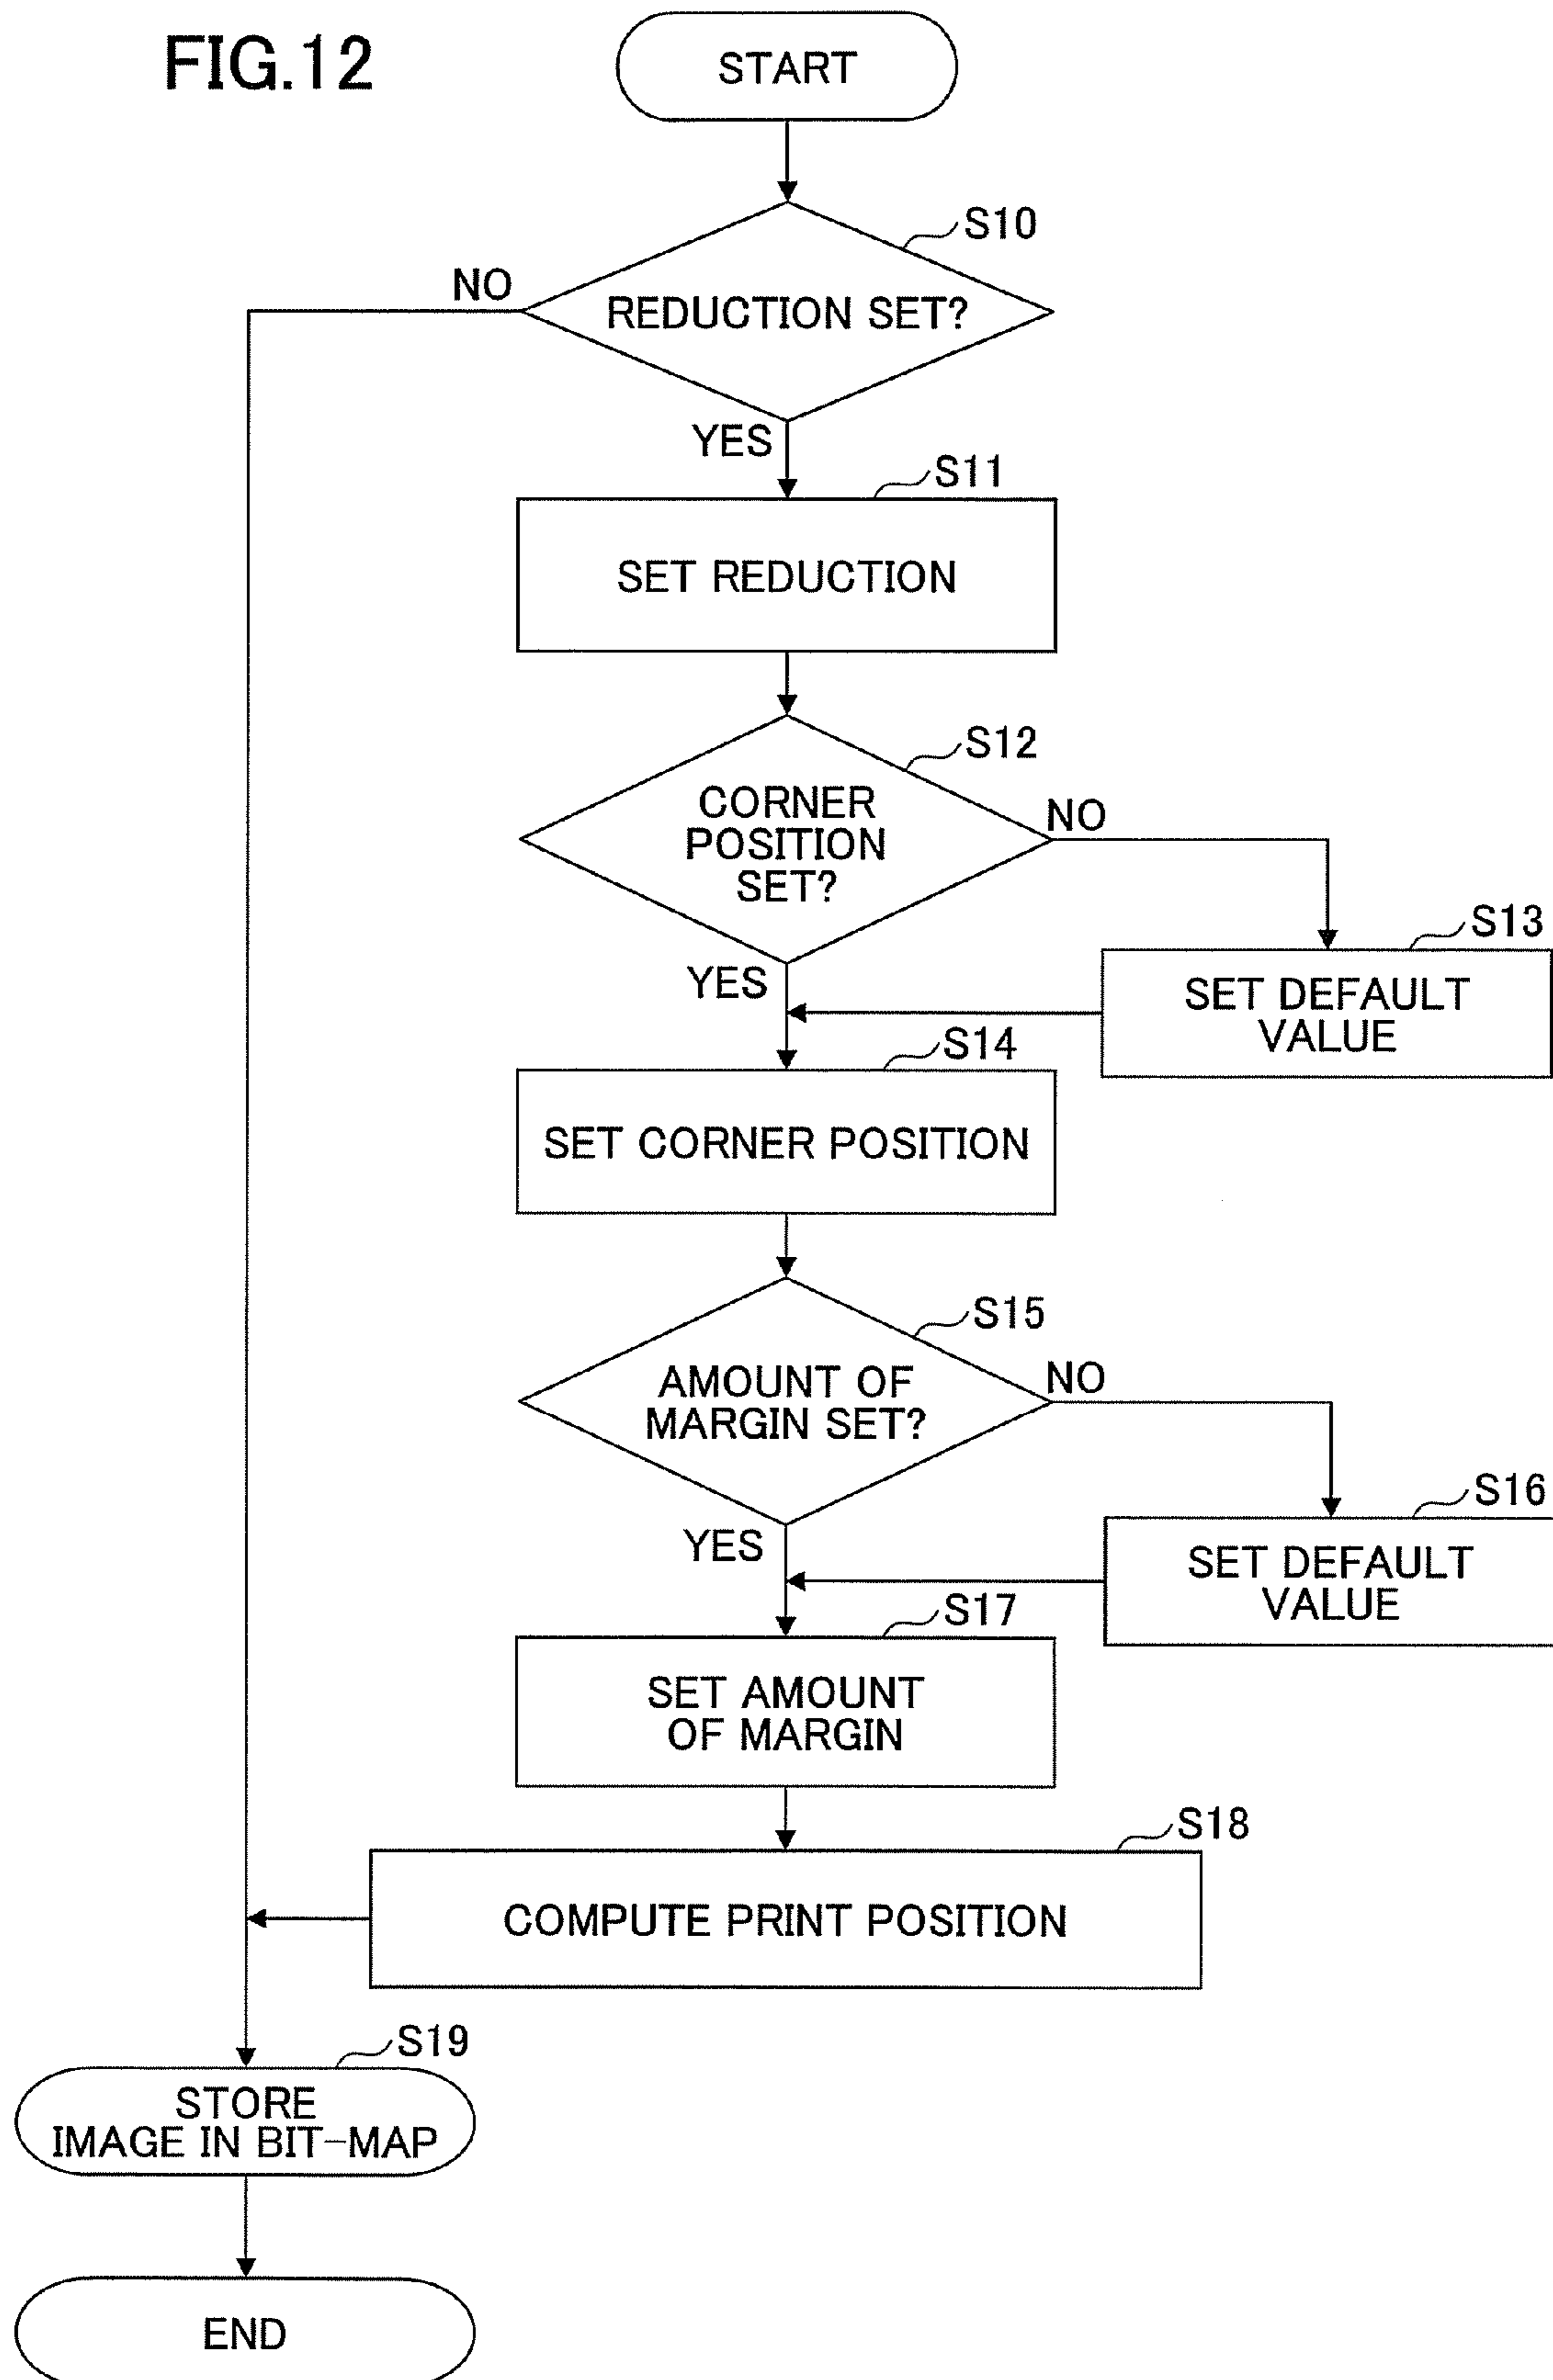 FIG.12
START
S10
NO
REDUCTION SET?
YES
S11
SET REDUCTION
S12
CORNER
POSITION
SET?
NO
YES
S13
SET DEFAULT
VALUE
S14
SET CORNER POSITION
S15
AMOUNT OF
MARGIN SET?
NO
YES
S16
SET DEFAULT
VALUE
S17
SET AMOUNT
OF MARGIN
S18
COMPUTE PRINT POSITION
S19
STORE
IMAGE IN BIT-MAP
END